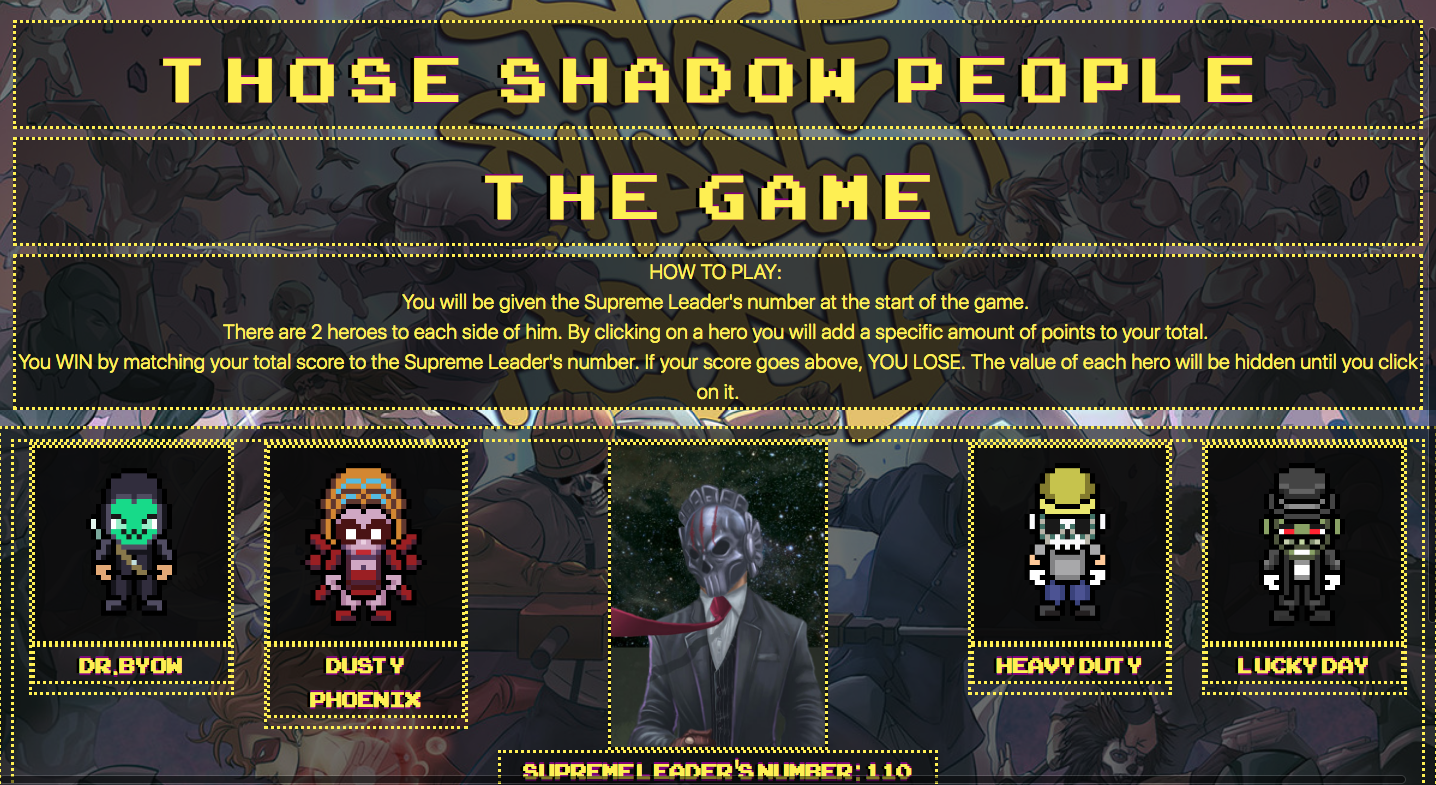 THOSE SHADOW PEOPLE
THE GAME
HOW TO PLAY:
You will be given the Supreme Leader's number at the start of the game.
There are 2 heroes to each side of him. By clicking on a hero you will add a specific amount of points to your total.
You WIN by matching your total score to the Supreme Leader's number. If your score goes above, YOU LOSE. The value of each hero will be hidden until you click
on it.
DR.BYOW
DUSTY
PHOENIX
HEAVY DUTY
LUCKY DAY
SUPREME LEADER'S NUMBER: 110